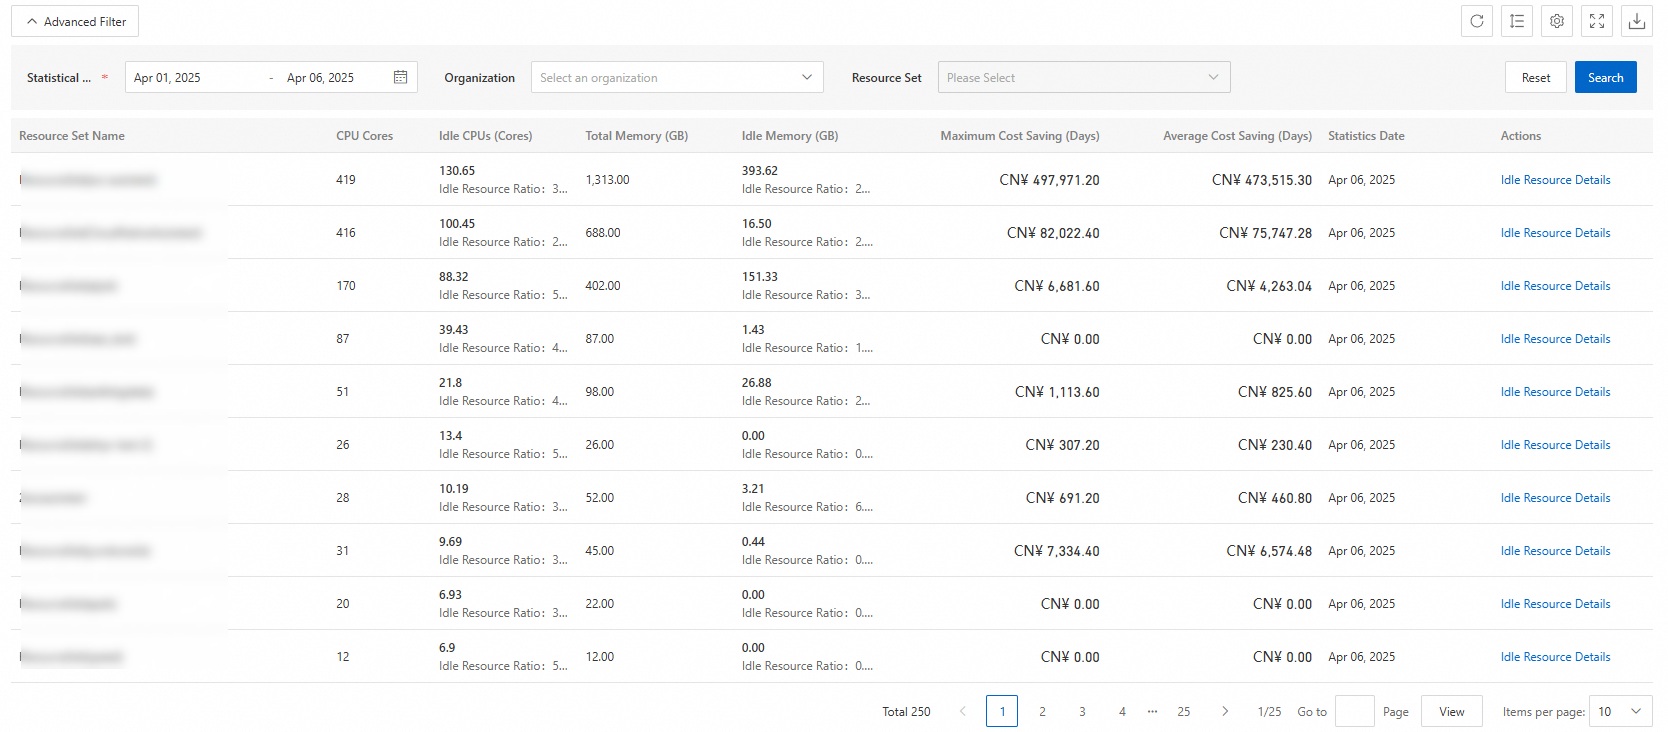 Advanced Filter
Statistical ... * Apr 01, 2025 - Apr 06, 2025 Organization Select an organization Resource Set Please Select Reset Search
Resource Set Name CPU Cores Idle CPUs (Cores) Total Memory (GB) Idle Memory (GB) Maximum Cost Saving (Days) Average Cost Saving (Days) Statistics Date Actions
419 130.65 1,313.00 393.62 CN¥ 497,971.20 CN¥ 473,515.30 Apr 06, 2025 Idle Resource Details
Idle Resource Ratio: 3... Idle Resource Ratio: 2...
416 100.45 688.00 16.50 CN¥ 82,022.40 CN¥ 75,747.28 Apr 06, 2025 Idle Resource Details
Idle Resource Ratio: 2... Idle Resource Ratio: 2....
170 88.32 402.00 151.33 CN¥ 6,681.60 CN¥ 4,263.04 Apr 06, 2025 Idle Resource Details
Idle Resource Ratio: 5... Idle Resource Ratio: 3...
87 39.43 87.00 1.43 CN¥ 0.00 CN¥ 0.00 Apr 06, 2025 Idle Resource Details
Idle Resource Ratio: 4... Idle Resource Ratio: 1....
51 21.8 98.00 26.88 CN¥ 1,113.60 CN¥ 825.60 Apr 06, 2025 Idle Resource Details
Idle Resource Ratio: 4... Idle Resource Ratio: 2...
26 13.4 26.00 0.00 CN¥ 307.20 CN¥ 230.40 Apr 06, 2025 Idle Resource Details
Idle Resource Ratio: 5... Idle Resource Ratio: 0....
28 10.19 52.00 3.21 CN¥ 691.20 CN¥ 460.80 Apr 06, 2025 Idle Resource Details
Idle Resource Ratio: 3... Idle Resource Ratio: 6....
31 9.69 45.00 0.44 CN¥ 7,334.40 CN¥ 6,574.48 Apr 06, 2025 Idle Resource Details
Idle Resource Ratio: 3... Idle Resource Ratio: 0....
20 6.93 22.00 0.00 CN¥ 0.00 CN¥ 0.00 Apr 06, 2025 Idle Resource Details
Idle Resource Ratio: 3... Idle Resource Ratio: 0....
12 6.9 12.00 0.00 CN¥ 0.00 CN¥ 0.00 Apr 06, 2025 Idle Resource Details
Idle Resource Ratio: 5... Idle Resource Ratio: 0....
Total 250 1 2 3 4 ··· 25 1/25 Go to Page View Items per page: 10